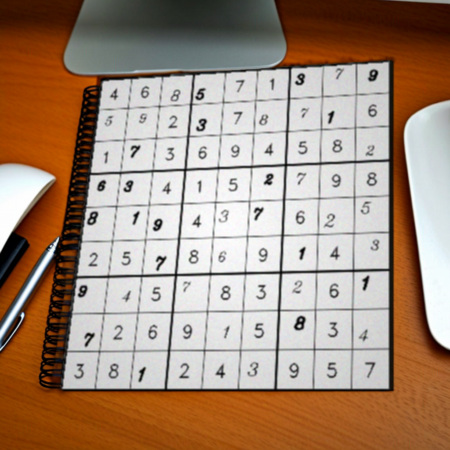 4 6 8 5 7 1 3 7 9
5 9 2 3 7 8 7 1 6
1 7 3 6 9 4 5 8 2
6 3 4 1 5 2 7 9 8
8 1 9 4 3 7 6 2 5
2 5 7 8 6 9 1 4 3
9 4 5 7 8 3 2 6 1
7 2 6 9 1 5 8 3 4
3 8 1 2 4 3 9 5 7